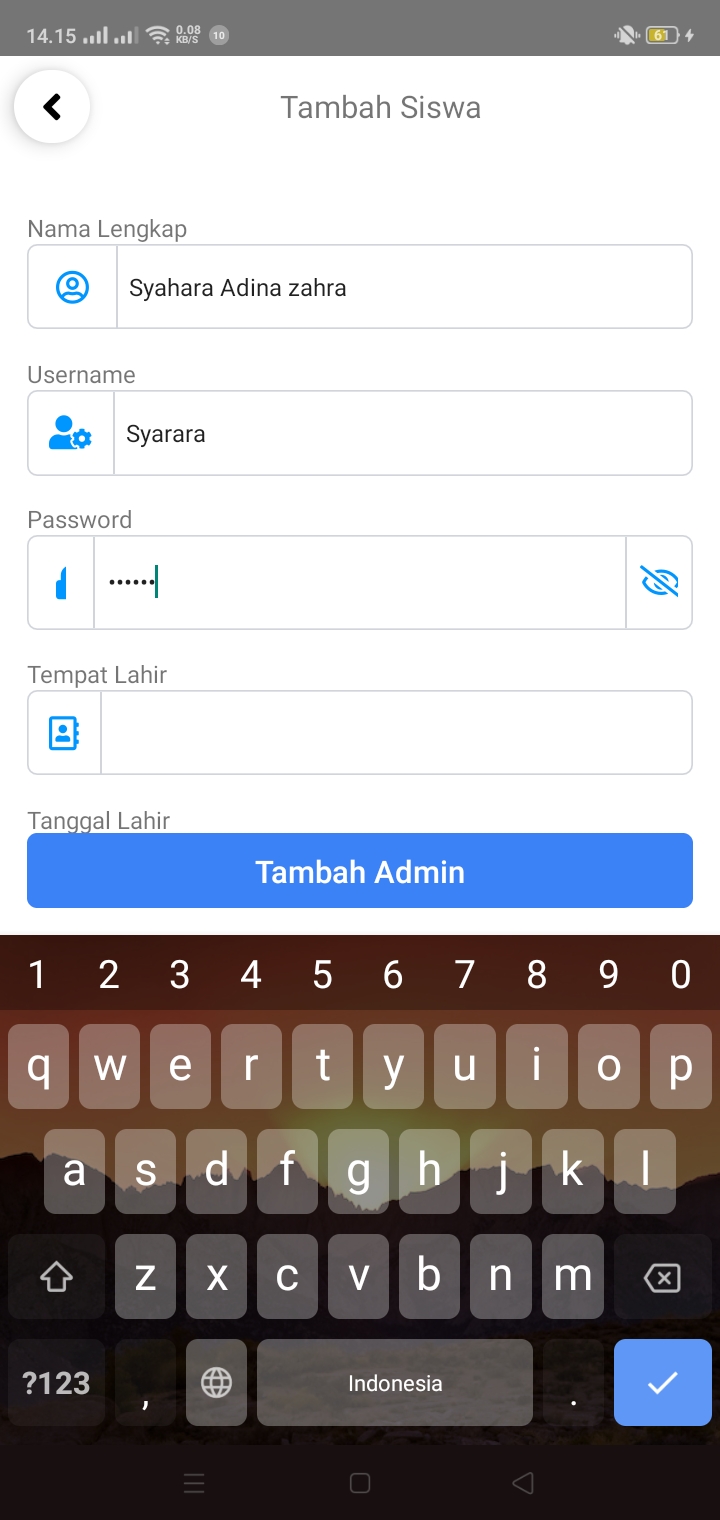 14.15 0.08 KB/S 10 61
Tambah Siswa
Nama Lengkap
Syahara Adina zahra
Username
Syarara
Password
••••••
Tempat Lahir
Tanggal Lahir
Tambah Admin
1 2 3 4 5 6 7 8 9 0
q w e r t y u i o p
a s d f g h j k l
z x c v b n m
?123 , Indonesia .